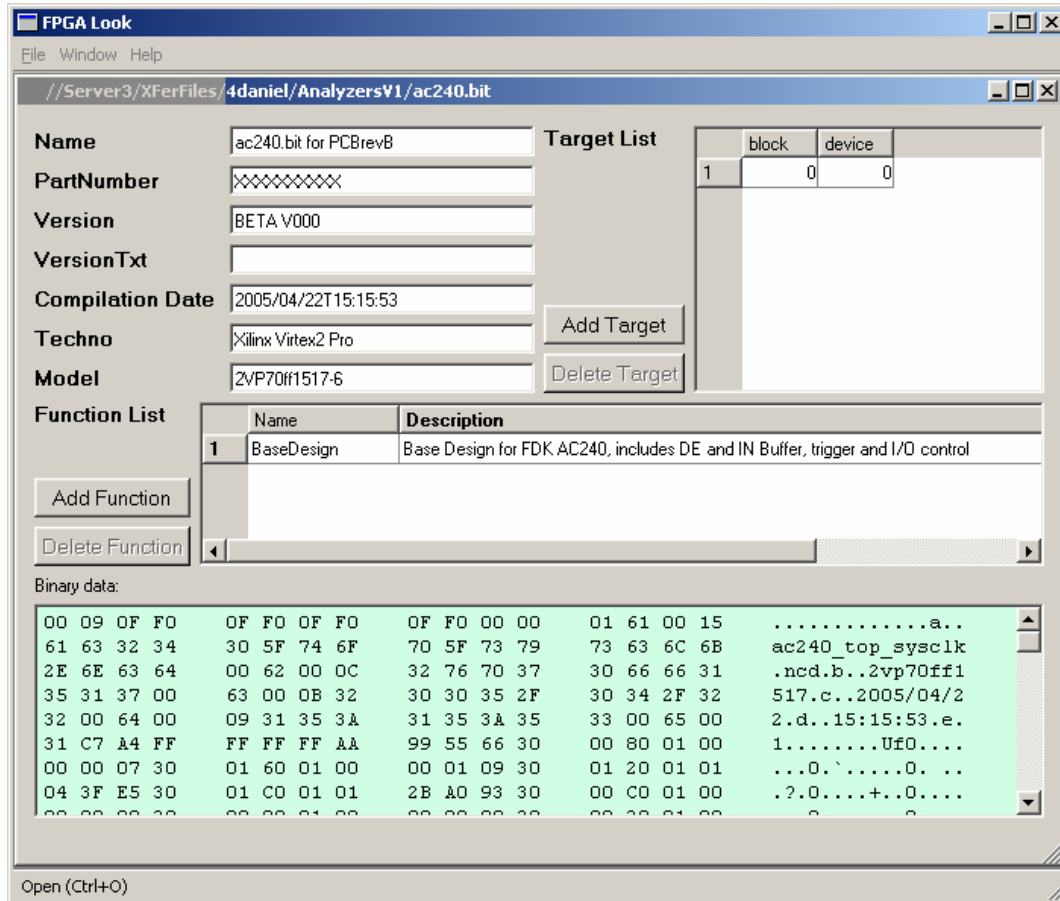 FPGA Look
File Window Help
//Server3/XFerFiles/4daniel/AnalyzersV1/ac240.bit
Name ac240.bit for PCBrevB
PartNumber XXXXXXXXXX
Version BETA V000
VersionTxt
Compilation Date 2005/04/22T15:15:53
Techno Xilinx Virtex2 Pro
Model 2VP70ff1517-6
Target List
block device
1 0 0
Add Target
Delete Target
Function List
Name Description
1 BaseDesign Base Design for FDK AC240, includes DE and IN Buffer, trigger and I/O control
Add Function
Delete Function
Binary data:
00 09 0F F0 0F F0 0F F0 0F F0 00 00 01 61 00 15 .............a..
61 63 32 34 30 5F 74 6F 70 5F 73 79 73 63 6C 6B ac240_top_sysclk
2E 6E 63 64 00 62 00 0C 32 76 70 37 30 66 66 31 .ncd.b..2vp70ff1
35 31 37 00 63 00 0B 32 30 30 35 2F 30 34 2F 32 517.c..2005/04/2
32 00 64 00 09 31 35 3A 31 35 3A 35 33 00 65 00 2.d..15:15:53.e.
31 C7 A4 FF FF FF FF AA 99 55 66 30 00 80 01 00 1........Uf0....
00 00 07 30 01 60 01 00 00 01 09 30 01 20 01 01 ...0.`.....0. ..
04 3F E5 30 01 C0 01 01 2B A0 93 30 00 C0 01 00 .?.0....+..0....
Open (Ctrl+O)